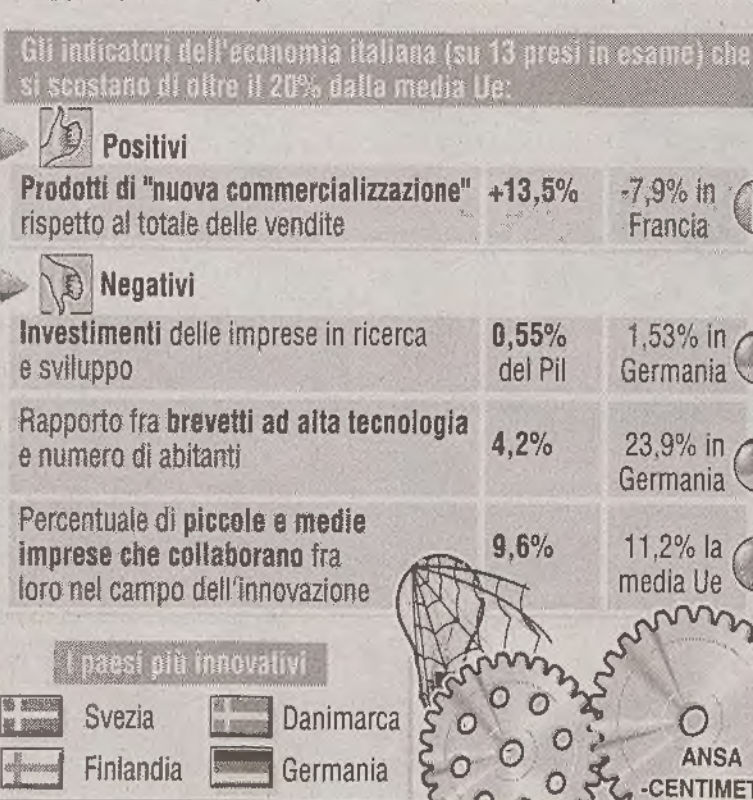 Gli indicatori dell'economia italiana (su 13 presi in esame) che
si scostano di oltre il 20% dalla media Ue:
Positivi
Prodotti di "nuova commercializzazione" +13,5% -7,9% in
rispetto al totale delle vendite Francia
Negativi
Investimenti delle imprese in ricerca 0,55% 1,53% in
e sviluppo del Pil Germania
Rapporto fra brevetti ad alta tecnologia 4,2% 23,9% in
e numero di abitanti Germania
Percentuale di piccole e medie
imprese che collaborano fra 9,6% 11,2% la
loro nel campo dell'innovazione media Ue
I paesi più innovativi
Svezia Danimarca
Finlandia Germania
ANSA
-CENTIMET